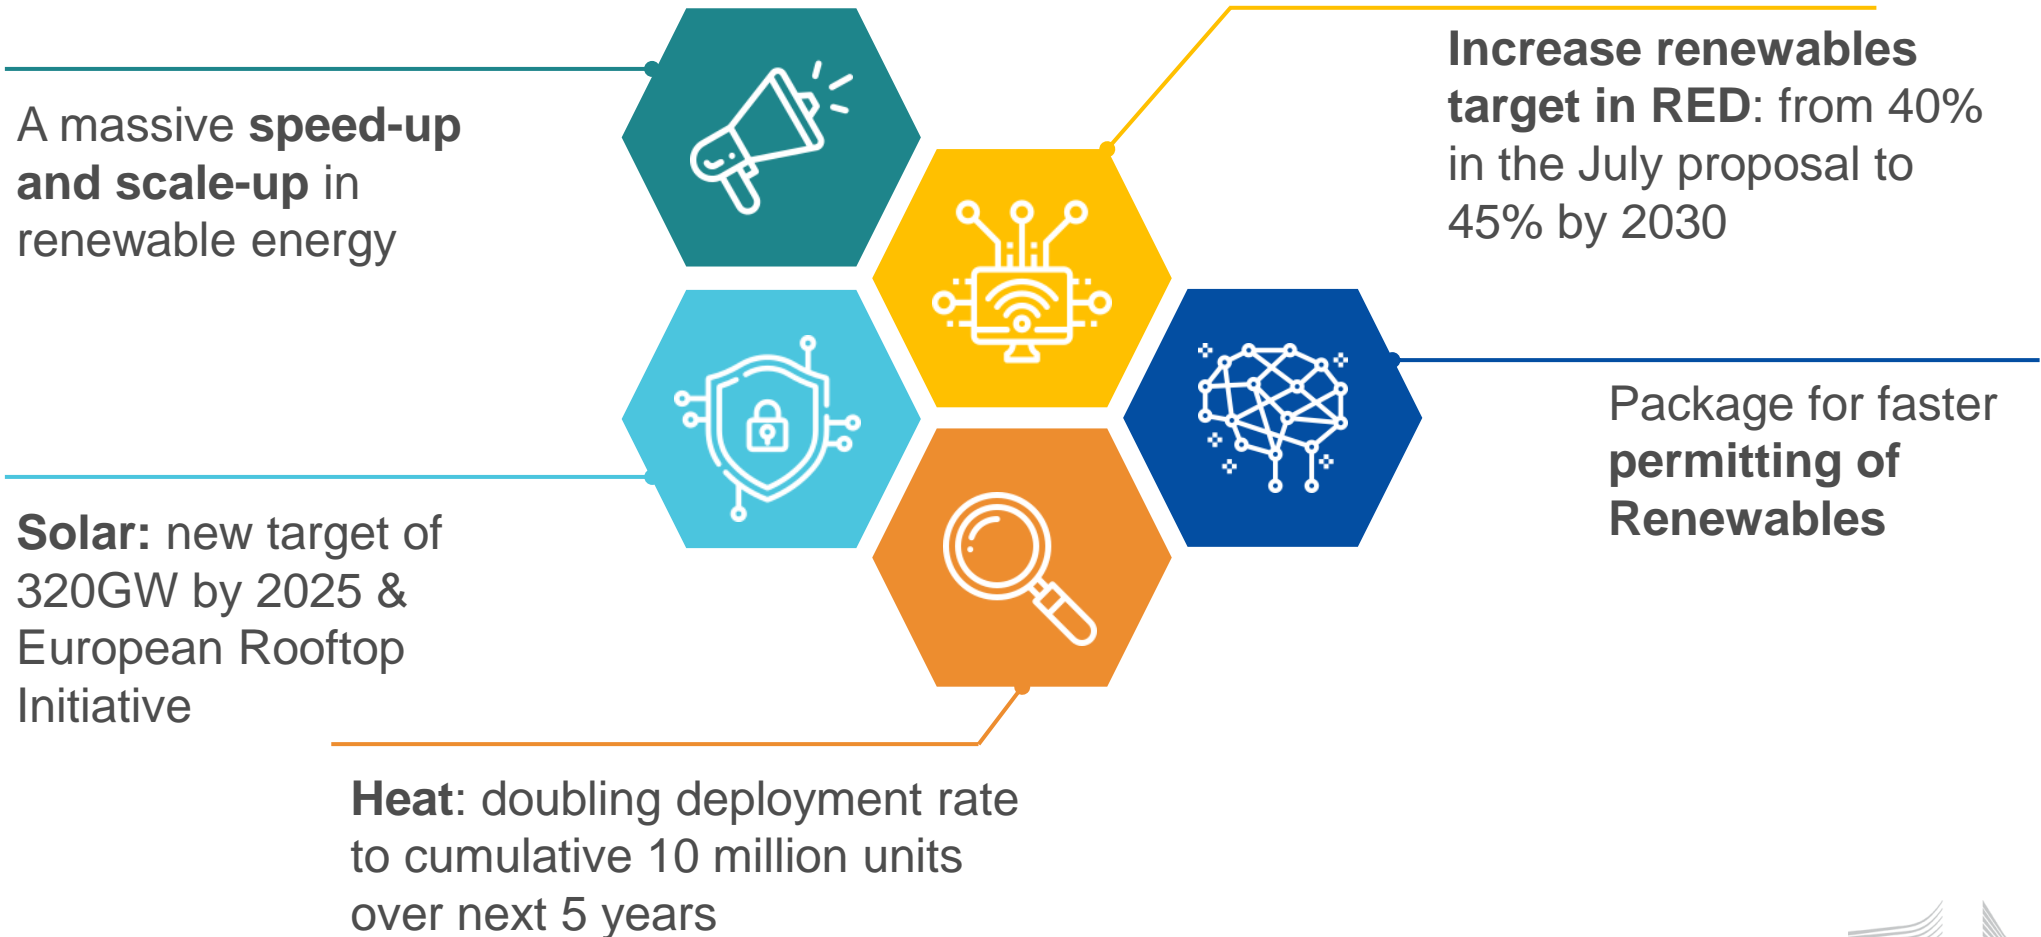 A massive speed-up
and scale-up in
renewable energy
Increase renewables
target in RED: from 40%
in the July proposal to
45% by 2030
Package for faster
permitting of
Renewables
Solar: new target of
320GW by 2025 &
European Rooftop
Initiative
Heat: doubling deployment rate
to cumulative 10 million units
over next 5 years